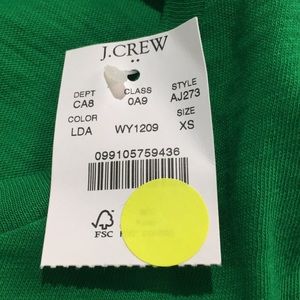 J.CREW
DEPT CLASS STYLE
CA8 0A9 AJ273
COLOR SIZE
LDA WY1209 XS
099105759436
FSC